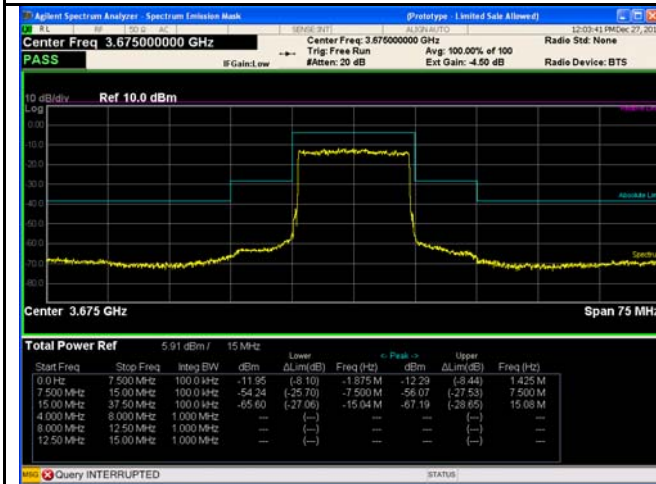 Agilent Spectrum Analyzer - Spectrum Emission Mask (Prototype - Limited Sale Allowed)
RL RF 50 Ω AC SENSE:INT ALIGN AUTO 12:03:41 PM Dec 27, 201
Center Freq 3.675000000 GHz Center Freq: 3.675000000 GHz Radio Std: None
Trig: Free Run Avg: 100.00% of 100
PASS IFGain:Low #Atten: 20 dB Ext Gain: -4.50 dB Radio Device: BTS
10 dB/div Ref 10.0 dBm
Log
0.00
-10.0
-20.0
-30.0
Absolute Lim
-40.0
-50.0
-60.0
Spectru
-70.0
-80.0
Center 3.675 GHz Span 75 MHz
Total Power Ref 5.91 dBm / 15 MHz
Lower <- Peak -> Upper
Start Freq Stop Freq Integ BW dBm ΔLim(dB) Freq (Hz) dBm ΔLim(dB) Freq (Hz)
0.0 Hz 7.500 MHz 100.0 kHz -11.95 (-8.10) -1.875 M -12.29 (-8.44) 1.425 M
7.500 MHz 15.00 MHz 100.0 kHz -54.24 (-25.70) -7.500 M -56.07 (-27.53) 7.500 M
15.00 MHz 37.50 MHz 100.0 kHz -65.60 (-27.06) -15.04 M -67.19 (-28.65) 15.08 M
4.000 MHz 8.000 MHz 1.000 MHz --- (---) --- (---)
8.000 MHz 12.50 MHz 1.000 MHz --- (---) --- (---)
12.50 MHz 15.00 MHz 1.000 MHz --- (---) --- (---)
MSG Query INTERRUPTED STATUS